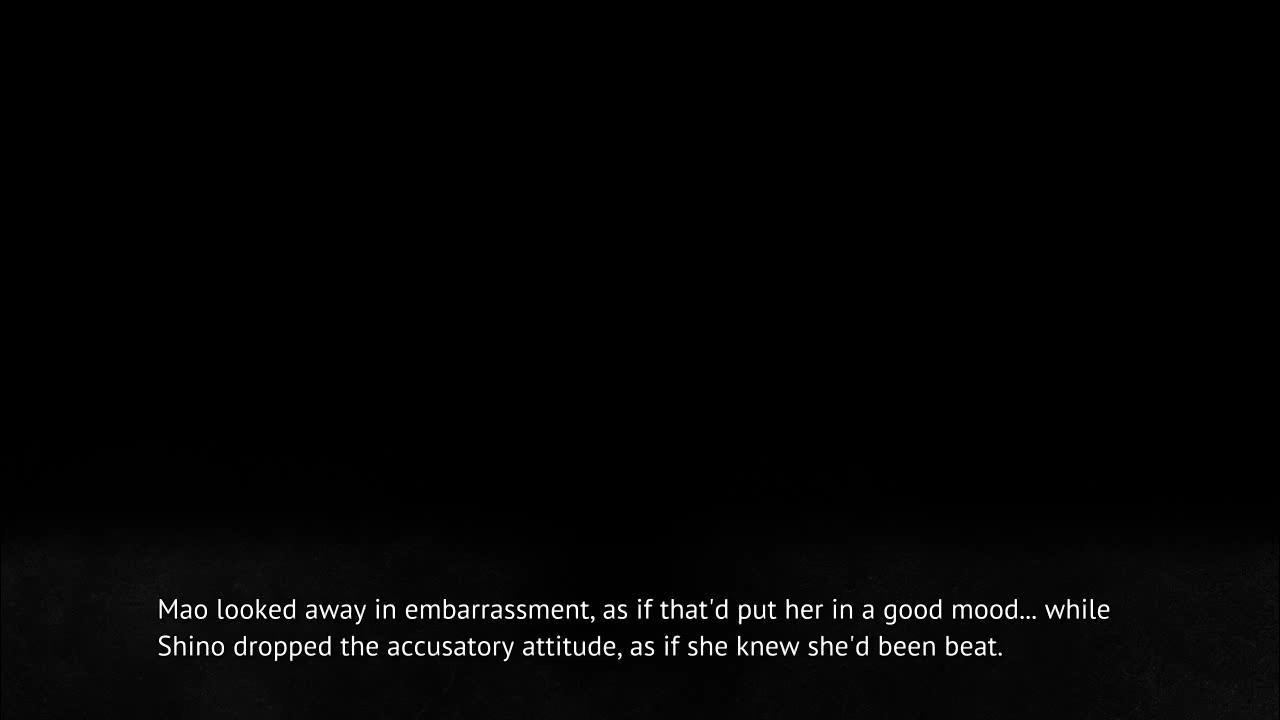 Mao looked away in embarrassment, as if that'd put her in a good mood... while
Shino dropped the accusatory attitude, as if she knew she'd been beat.